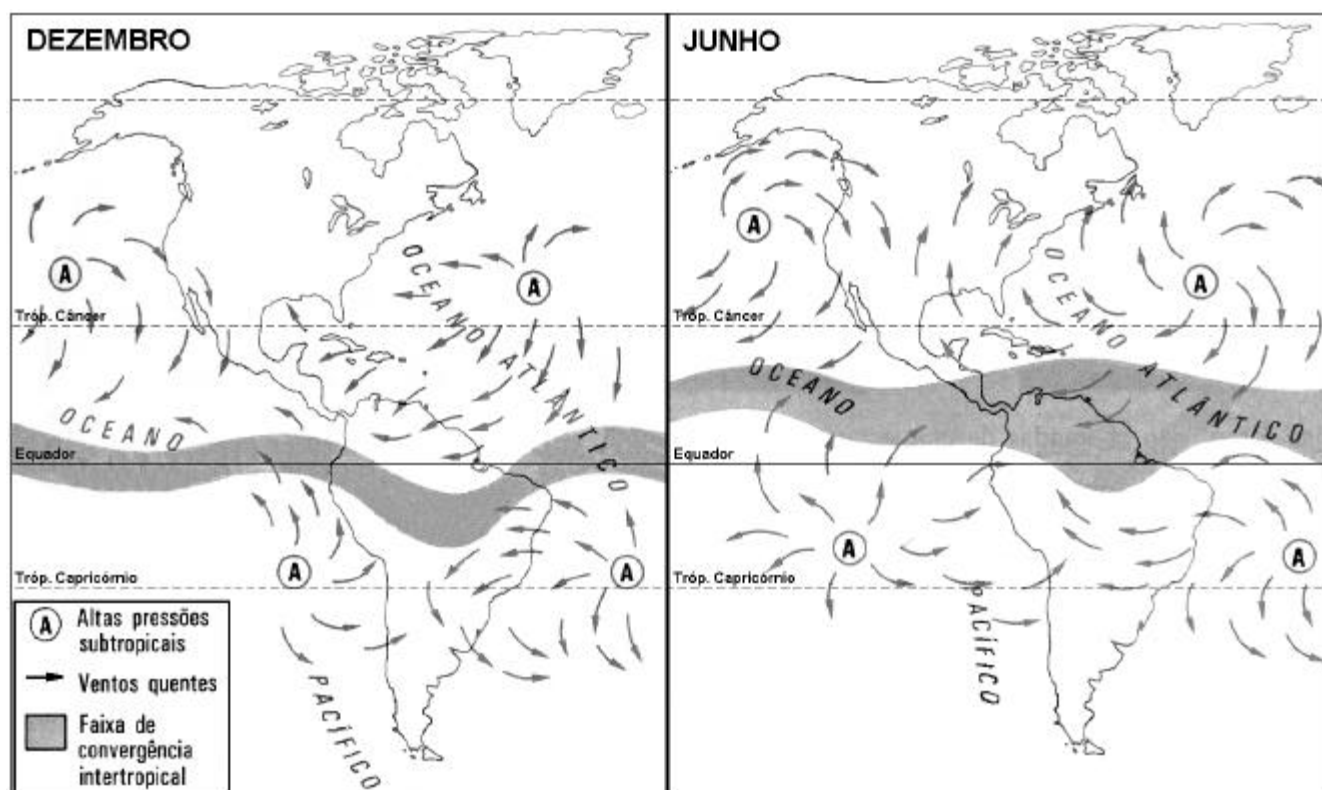 DEZEMBRO
A
A
OCEANO ATLÂNTICO
Tróp. Câncer
OCEANO
Equador
A
A
Tróp. Capricórnio
PACÍFICO
A Altas pressões
subtropicais
Ventos quentes
Faixa de
convergência
intertropical
JUNHO
A
A
OCEANO ATLÂNTICO
Tróp. Câncer
OCEANO
Equador
A
A
Tróp. Capricórnio
PACÍFICO